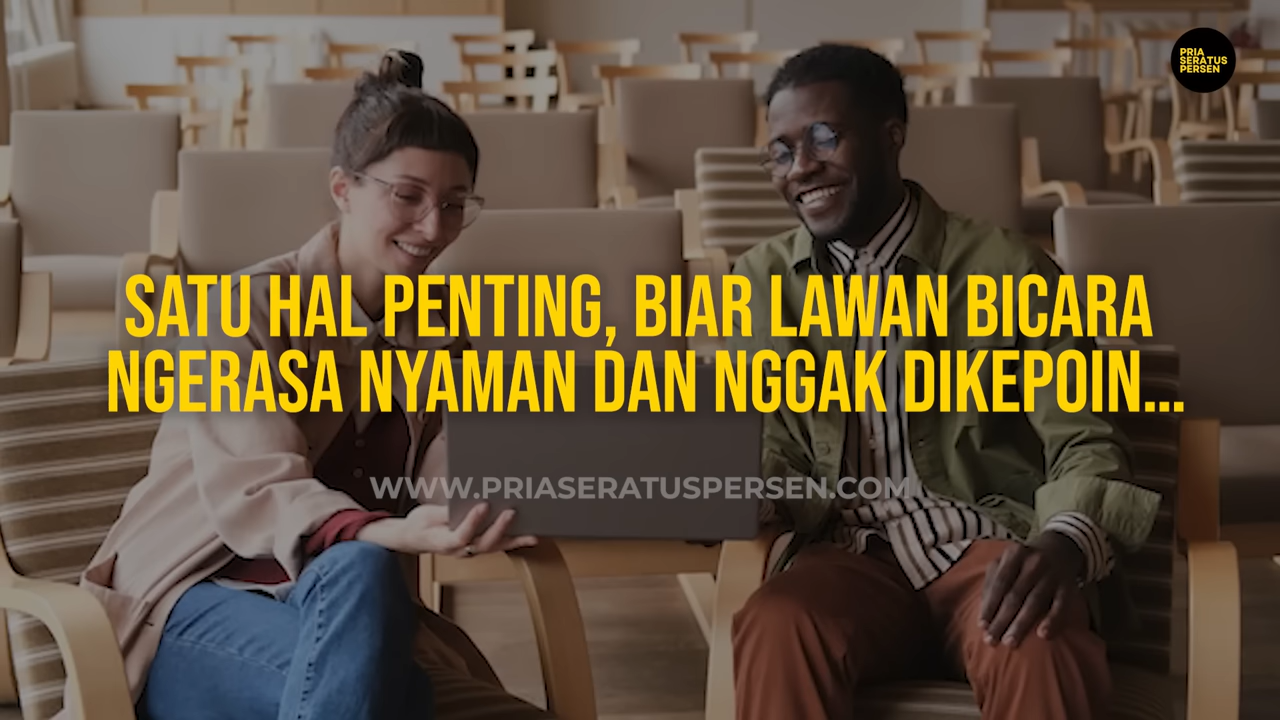 PRIA
SERATUS
PERSEN
SATU HAL PENTING, BIAR LAWAN BICARA
NGERASA NYAMAN DAN NGGAK DIKEPOIN...
WWW.PRIASERATUSPERSEN.COM